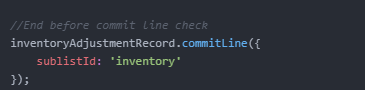 //End before commit line check
inventoryAdjustmentRecord.commitLine({
    sublistId: 'inventory'
});